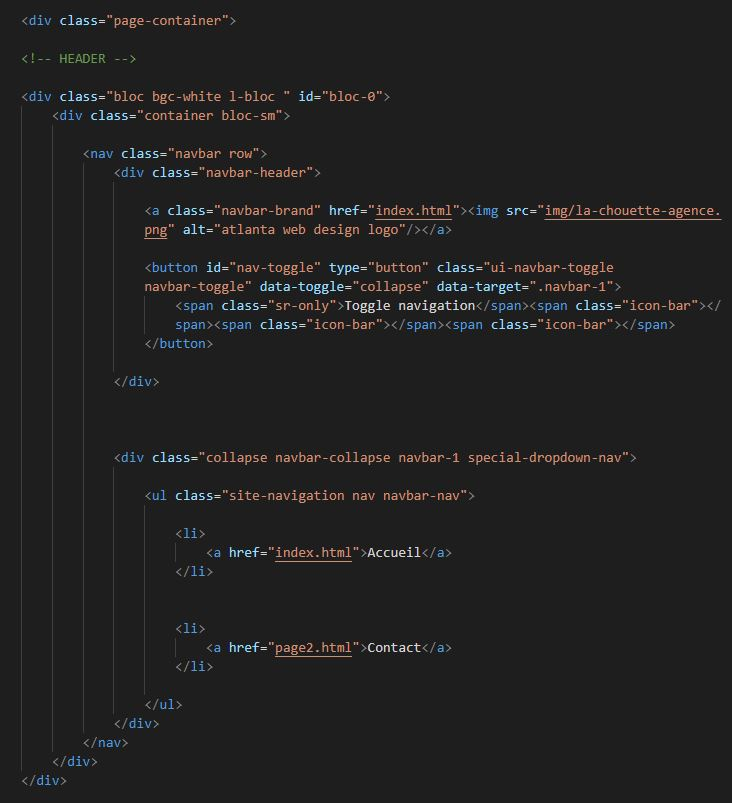 <div class="page-container">
<!-- HEADER -->
<div class="bloc bgc-white l-bloc " id="bloc-0">
<div class="container bloc-sm">
<nav class="navbar row">
<div class="navbar-header">
<a class="navbar-brand" href="index.html"><img src="img/la-chouette-agence.
png" alt="atlanta web design logo"/></a>
<button id="nav-toggle" type="button" class="ui-navbar-toggle
navbar-toggle" data-toggle="collapse" data-target=".navbar-1">
<span class="sr-only">Toggle navigation</span><span class="icon-bar"></
span><span class="icon-bar"></span><span class="icon-bar"></span>
</button>
</div>
<div class="collapse navbar-collapse navbar-1 special-dropdown-nav">
<ul class="site-navigation nav navbar-nav">
<li>
<a href="index.html">Accueil</a>
</li>
<li>
<a href="page2.html">Contact</a>
</li>
</ul>
</div>
</nav>
</div>
</div>